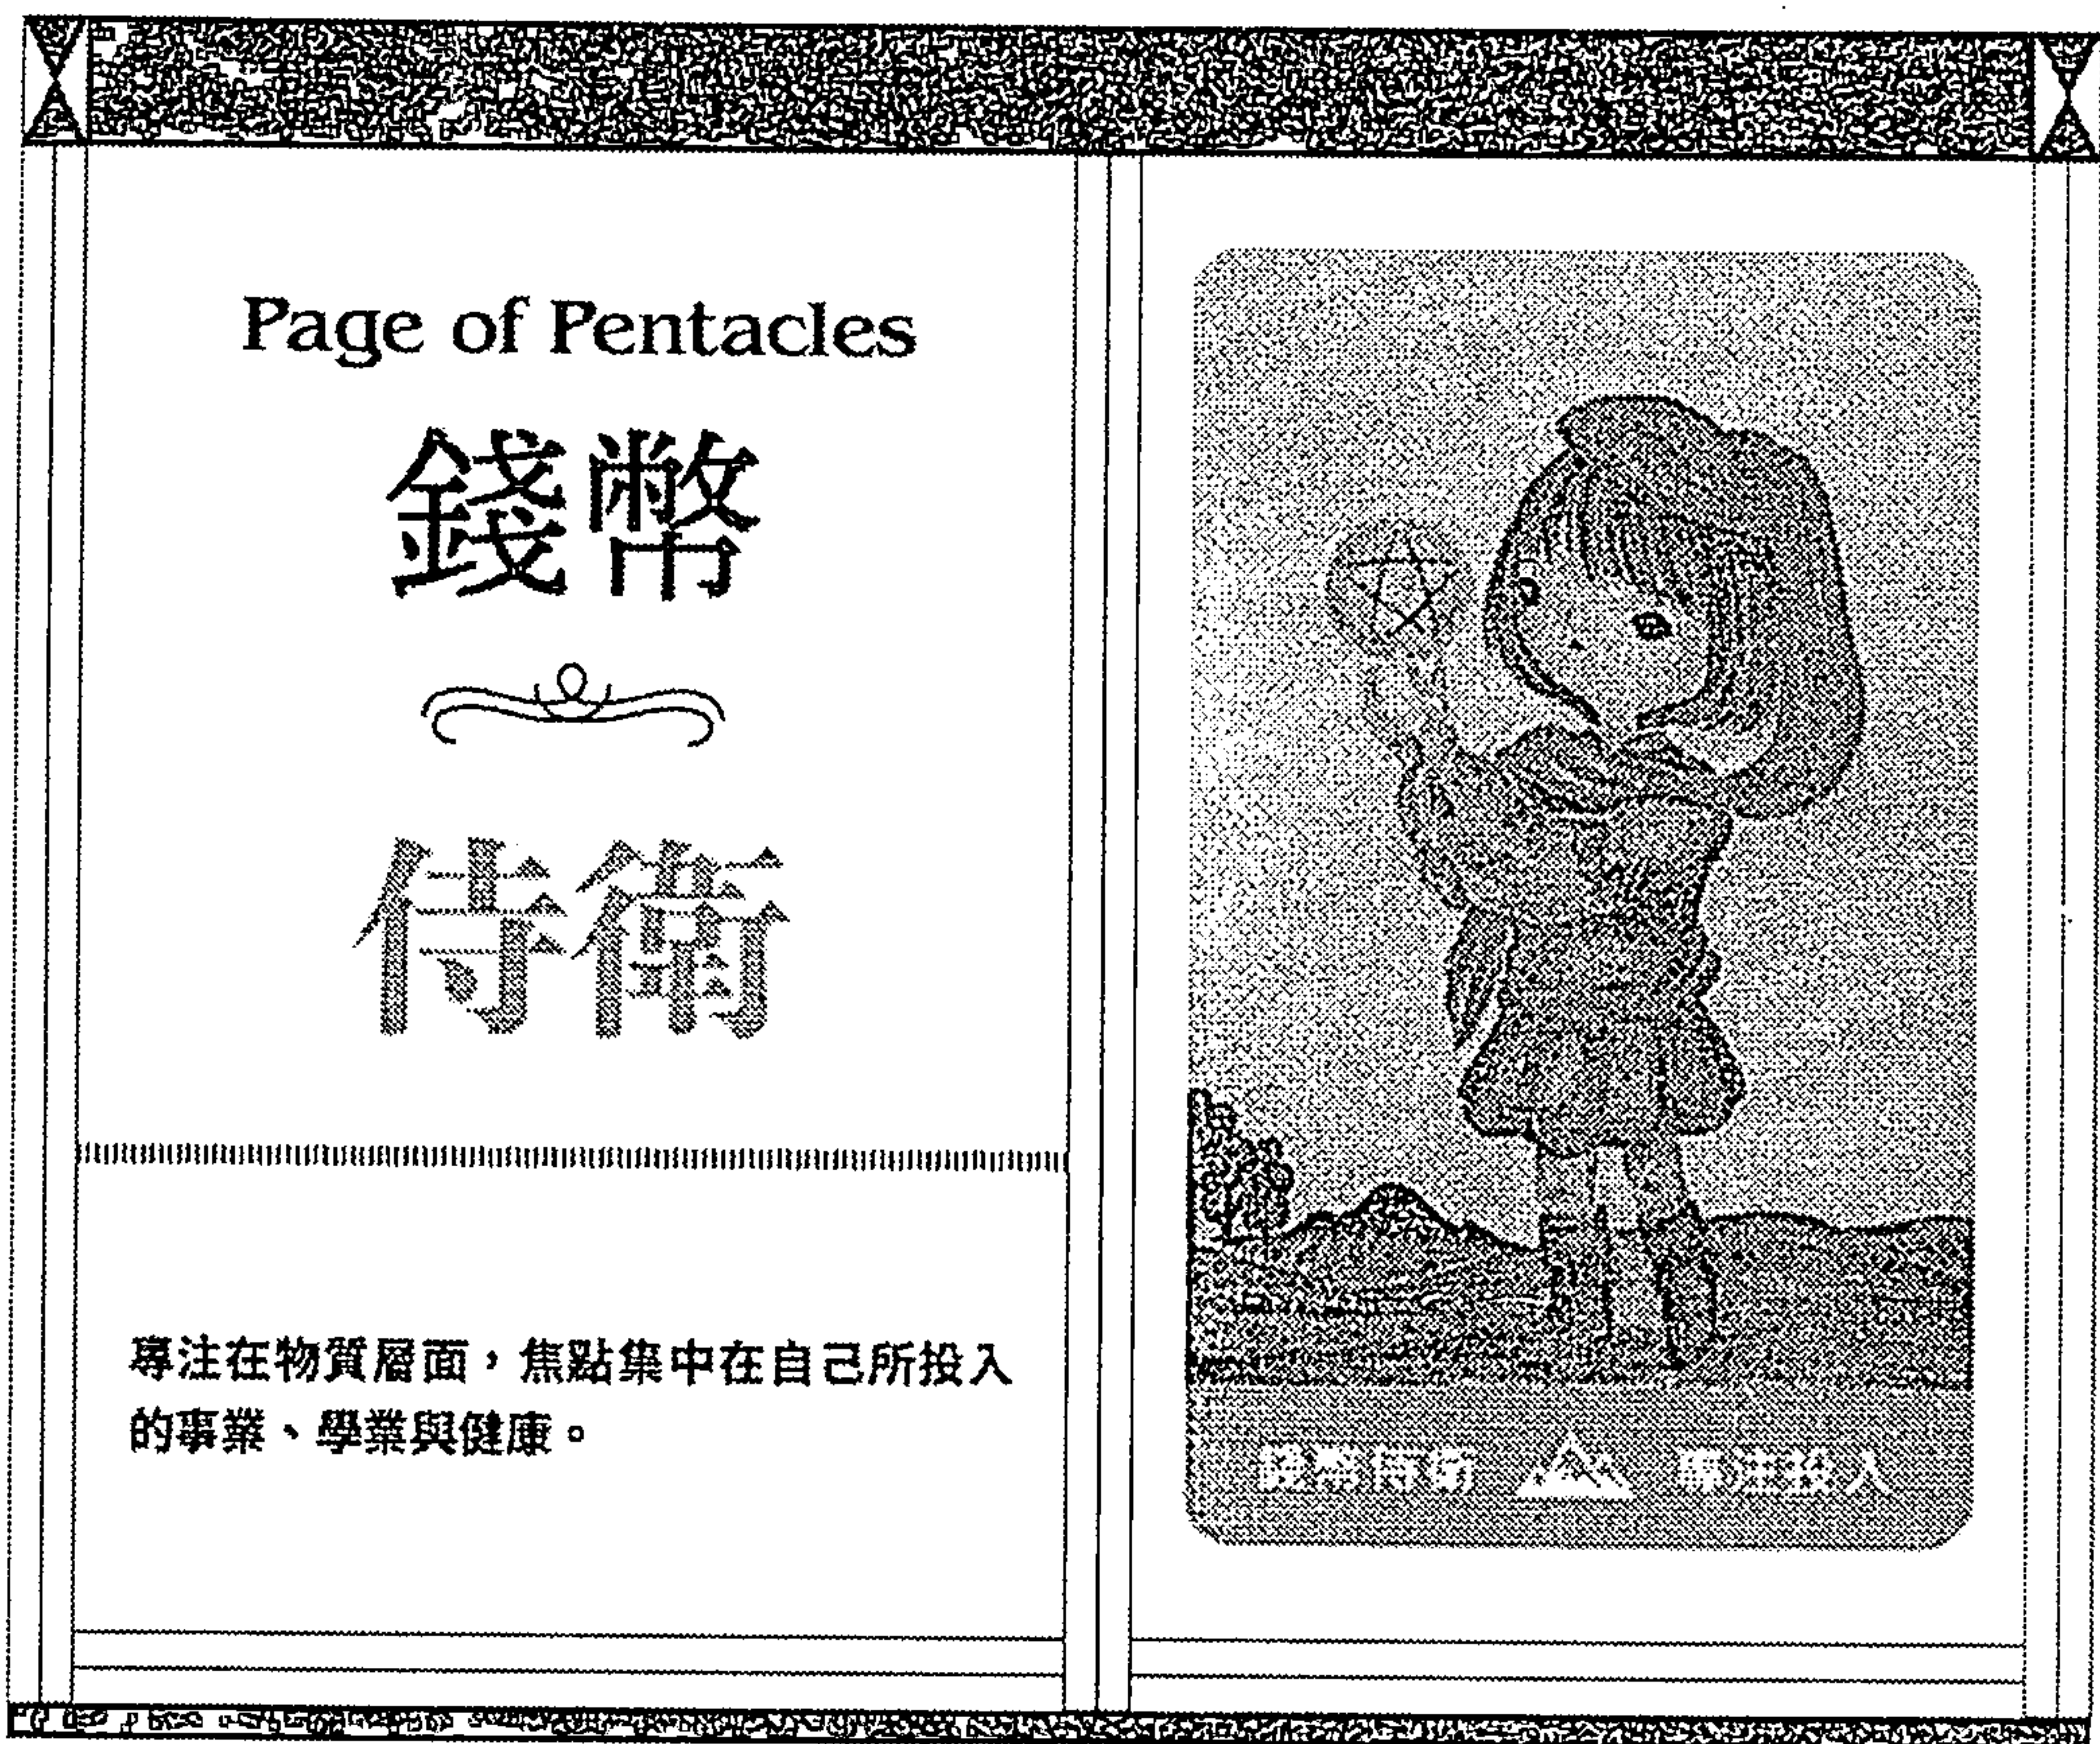 Page of Pentacles
錢幣
侍衛
專注在物質層面，焦點集中在自己所投入
的事業、學業與健康。
錢幣侍衛 專注投入